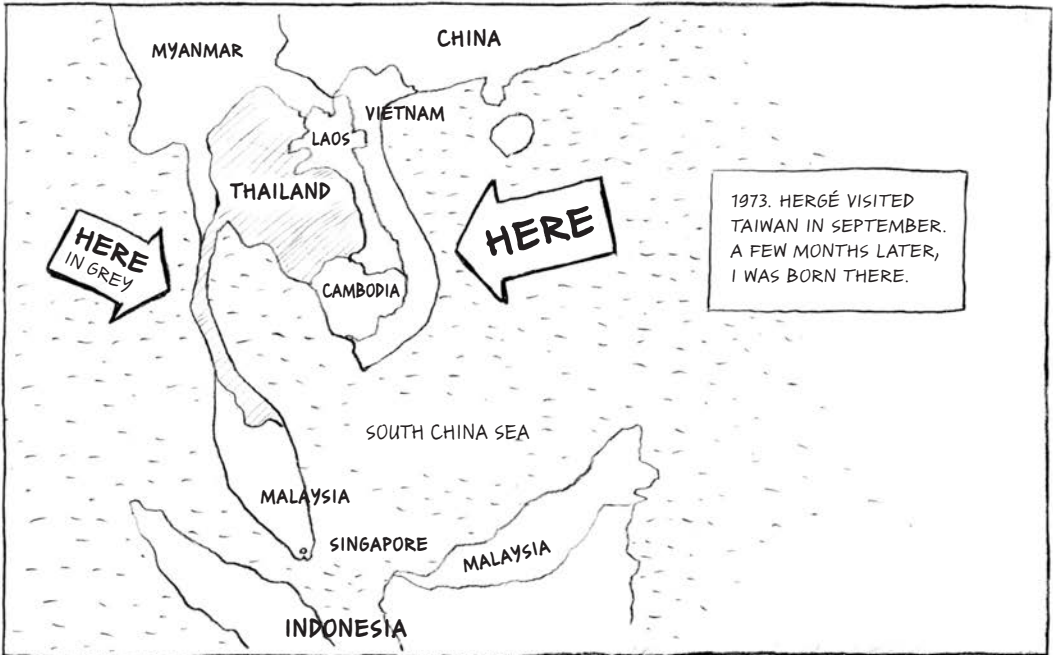 MYANMAR
CHINA
VIETNAM
LAOS
THAILAND
HERE
IN GREY
HERE
CAMBODIA
1973. HERGÉ VISITED
TAIWAN IN SEPTEMBER.
A FEW MONTHS LATER,
I WAS BORN THERE.
SOUTH CHINA SEA
MALAYSIA
SINGAPORE
MALAYSIA
INDONESIA